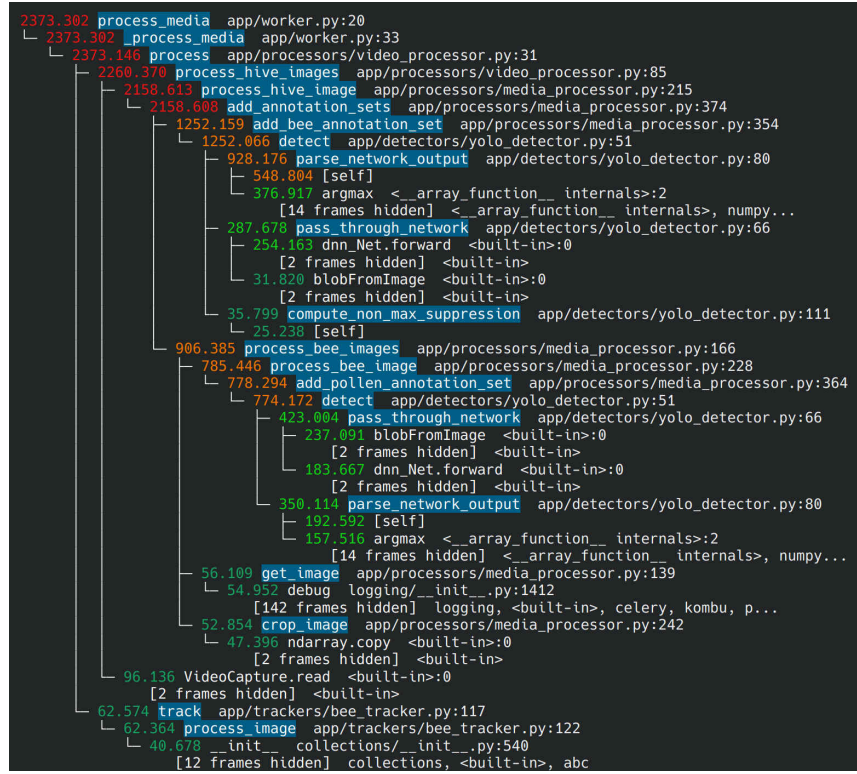 2373.302 process_media  app/worker.py:20
└─ 2373.302 _process_media  app/worker.py:33
   └─ 2373.146 process  app/processors/video_processor.py:31
      ├─ 2260.370 process_hive_images  app/processors/video_processor.py:85
      │  ├─ 2158.613 process_hive_image  app/processors/media_processor.py:215
      │  │  └─ 2158.608 add_annotation_sets  app/processors/media_processor.py:374
      │  │     ├─ 1252.159 add_bee_annotation_set  app/processors/media_processor.py:354
      │  │     │  └─ 1252.066 detect  app/detectors/yolo_detector.py:51
      │  │     │     ├─ 928.176 parse_network_output  app/detectors/yolo_detector.py:80
      │  │     │     │  ├─ 548.804 [self]
      │  │     │     │  └─ 376.917 argmax  <__array_function__ internals>:2
      │  │     │     │        [14 frames hidden]  <__array_function__ internals>, numpy...
      │  │     │     ├─ 287.678 pass_through_network  app/detectors/yolo_detector.py:66
      │  │     │     │  ├─ 254.163 dnn_Net.forward  <built-in>:0
      │  │     │     │  │     [2 frames hidden]  <built-in>
      │  │     │     │  └─ 31.820 blobFromImage  <built-in>:0
      │  │     │     │        [2 frames hidden]  <built-in>
      │  │     │     └─ 35.799 compute_non_max_suppression  app/detectors/yolo_detector.py:111
      │  │     │        └─ 25.238 [self]
      │  │     └─ 906.385 process_bee_images  app/processors/media_processor.py:166
      │  │        ├─ 785.446 process_bee_image  app/processors/media_processor.py:228
      │  │        │  └─ 778.294 add_pollen_annotation_set  app/processors/media_processor.py:364
      │  │        │     └─ 774.172 detect  app/detectors/yolo_detector.py:51
      │  │        │        ├─ 423.004 pass_through_network  app/detectors/yolo_detector.py:66
      │  │        │        │  ├─ 237.091 blobFromImage  <built-in>:0
      │  │        │        │  │     [2 frames hidden]  <built-in>
      │  │        │        │  └─ 183.667 dnn_Net.forward  <built-in>:0
      │  │        │        │        [2 frames hidden]  <built-in>
      │  │        │        └─ 350.114 parse_network_output  app/detectors/yolo_detector.py:80
      │  │        │           ├─ 192.592 [self]
      │  │        │           └─ 157.516 argmax  <__array_function__ internals>:2
      │  │        │                 [14 frames hidden]  <__array_function__ internals>, numpy...
      │  │        ├─ 56.109 get_image  app/processors/media_processor.py:139
      │  │        │  └─ 54.952 debug  logging/__init__.py:1412
      │  │        │        [142 frames hidden]  logging, <built-in>, celery, kombu, p...
      │  │        └─ 52.854 crop_image  app/processors/media_processor.py:242
      │  │           └─ 47.396 ndarray.copy  <built-in>:0
      │  │                 [2 frames hidden]  <built-in>
      │  └─ 96.136 VideoCapture.read  <built-in>:0
      │        [2 frames hidden]  <built-in>
      └─ 62.574 track  app/trackers/bee_tracker.py:117
         └─ 62.364 process_image  app/trackers/bee_tracker.py:122
            └─ 40.678 __init__  collections/__init__.py:540
                  [12 frames hidden]  collections, <built-in>, abc